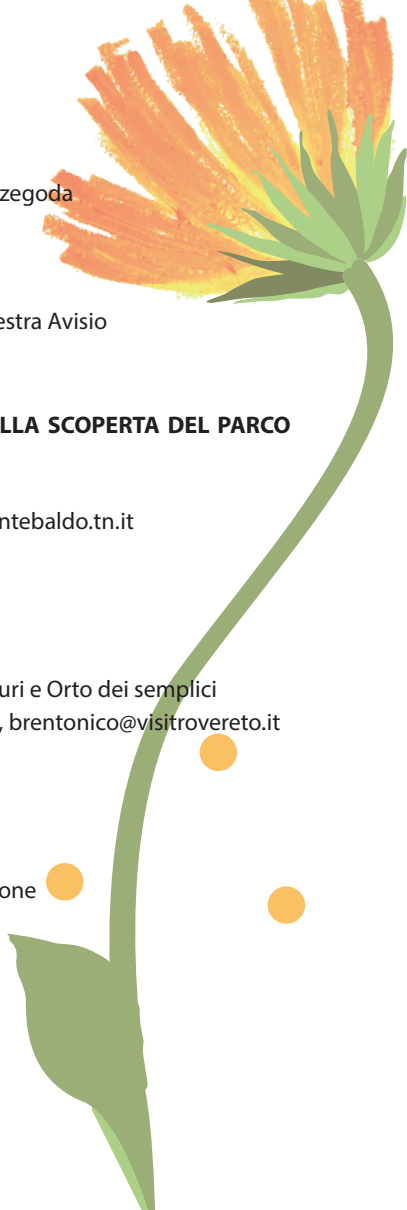 zegoda
estra Avisio
LLA SCOPERTA DEL PARCO
ntebaldo.tn.it
uri e Orto dei semplici
, brentonico@visitrovereto.it
one